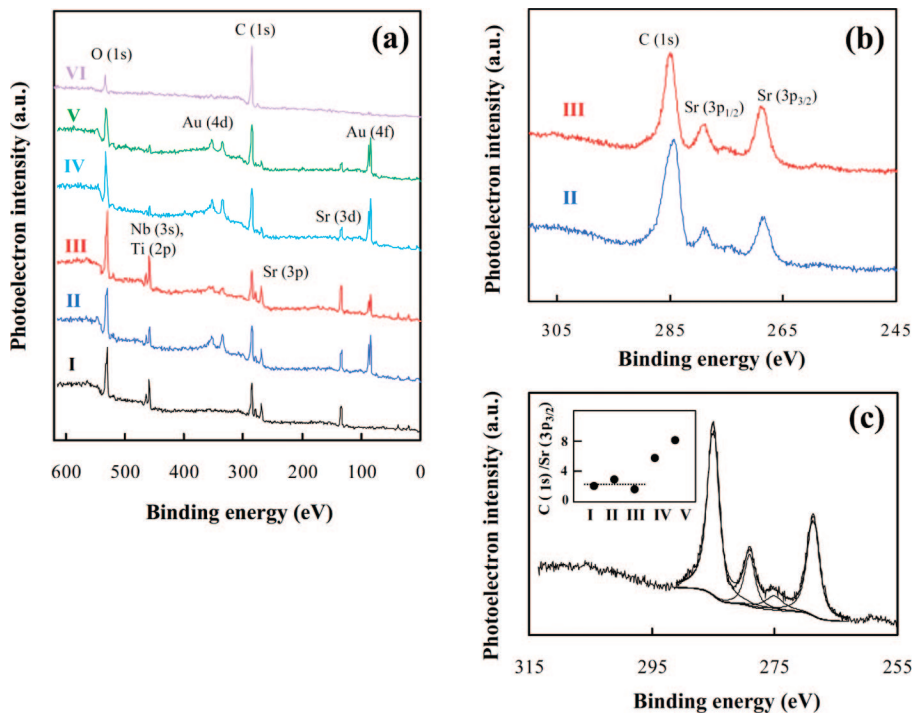 (a)
C (1s)
O (1s)
VI
V
Au (4d)
Au (4f)
IV
Nb (3s),
Ti (2p)
Sr (3d)
III
Sr (3p)
II
I
Photoelectron intensity (a.u.)
600 500 400 300 200 100 0
Binding energy (eV)
(b)
C (1s)
Sr (3p1/2)
Sr (3p3/2)
III
II
Photoelectron intensity (a.u.)
305 285 265 245
Binding energy (eV)
(c)
C (1s)/Sr (3p3/2)
8
4
0
I II III IV V
Photoelectron intensity (a.u.)
315 295 275 255
Binding energy (eV)